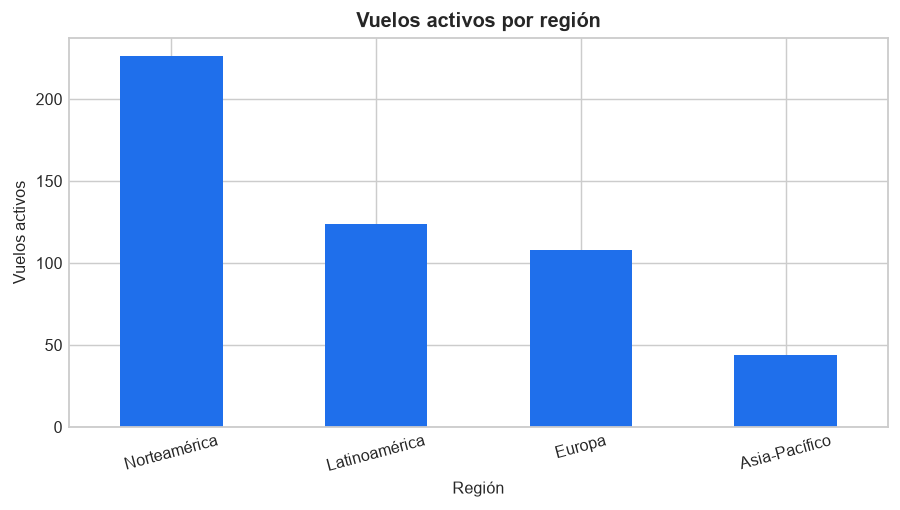 Vuelos activos por región
Vuelos activos
200
150
100
50
0
Norteamérica
Latinoamérica
Europa
Asia-Pacífico
Región